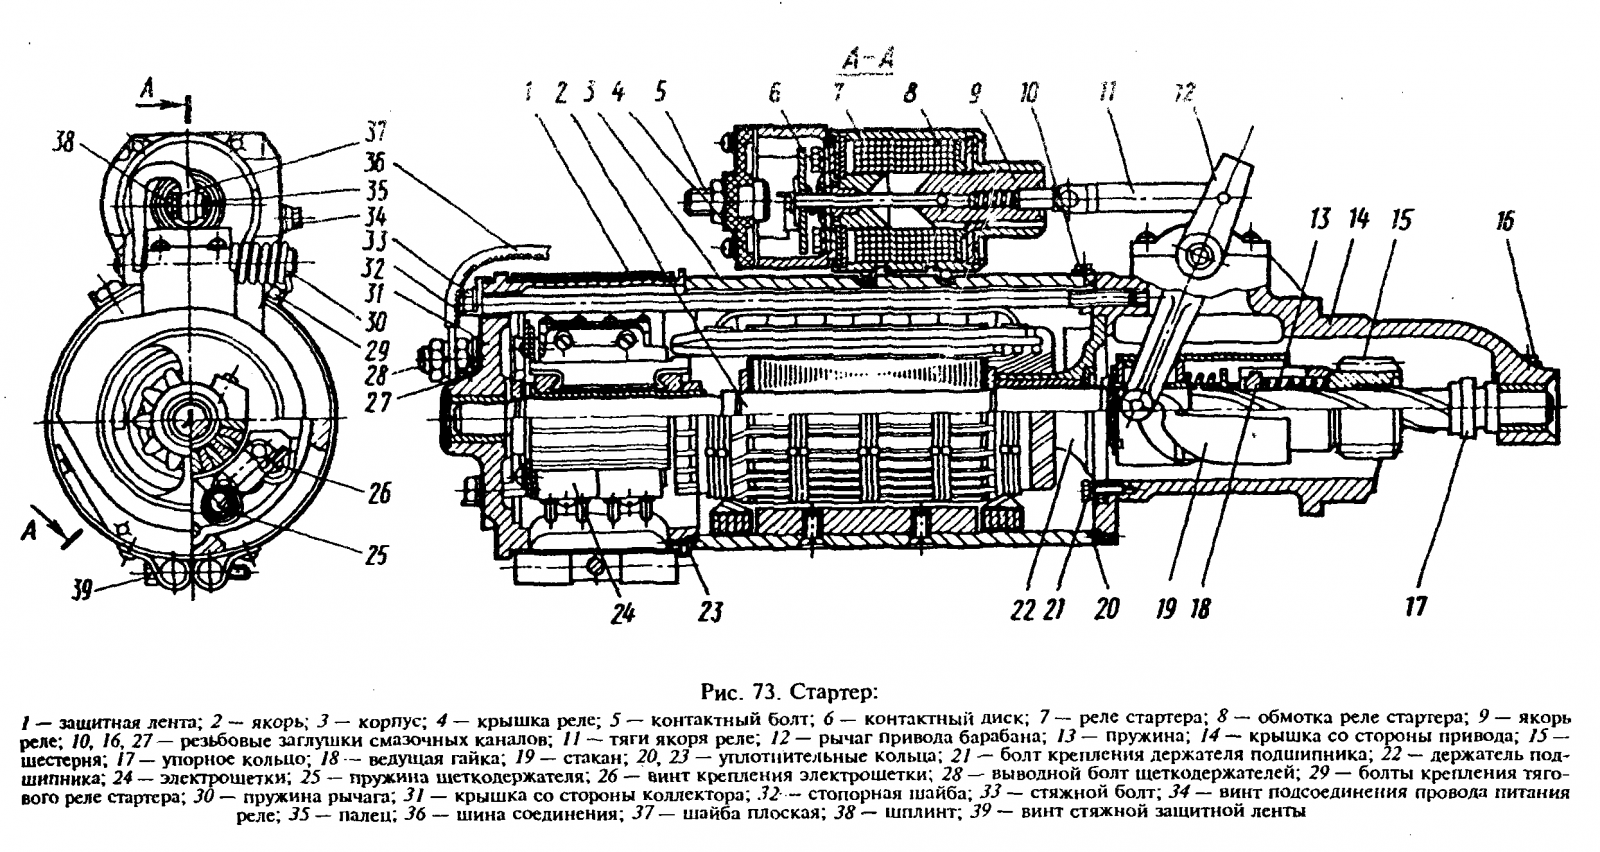 А-А
1 2 3 4 5 6 7 8 9 10 11 12
А
38 37
36
35
34
33
32
31
30
29
28
27
26
25
А
39
13 14 15 16
24 23 22 21 20 19 18 17
Рис. 73. Стартер:
1 — защитная лента; 2 — якорь; 3 — корпус; 4 — крышка реле; 5 — контактный болт; 6 — контактный диск; 7 — реле стартера; 8 — обмотка реле стартера; 9 — якорь
реле; 10, 16, 27 — резьбовые заглушки смазочных каналов; 11 — тяги якоря реле; 12 — рычаг привода барабана; 13 — пружина; 14 — крышка со стороны привода; 15 —
шестерня; 17 — упорное кольцо; 18 — ведущая гайка; 19 — стакан; 20, 23 — уплотнительные кольца; 21 — болт крепления держателя подшипника; 22 — держатель под-
шипника; 24 — электрощетки; 25 — пружина щеткодержателя; 26 — винт крепления электрощетки; 28 — выводной болт щеткодержателей; 29 — болты крепления тяго-
вого реле стартера; 30 — пружина рычага; 31 — крышка со стороны коллектора; 32 — стопорная шайба; 33 — стяжной болт; 34 — винт подсоединения провода питания
реле; 35 — палец; 36 — шина соединения; 37 — шайба плоская; 38 — шплинт; 39 — винт стяжной защитной ленты